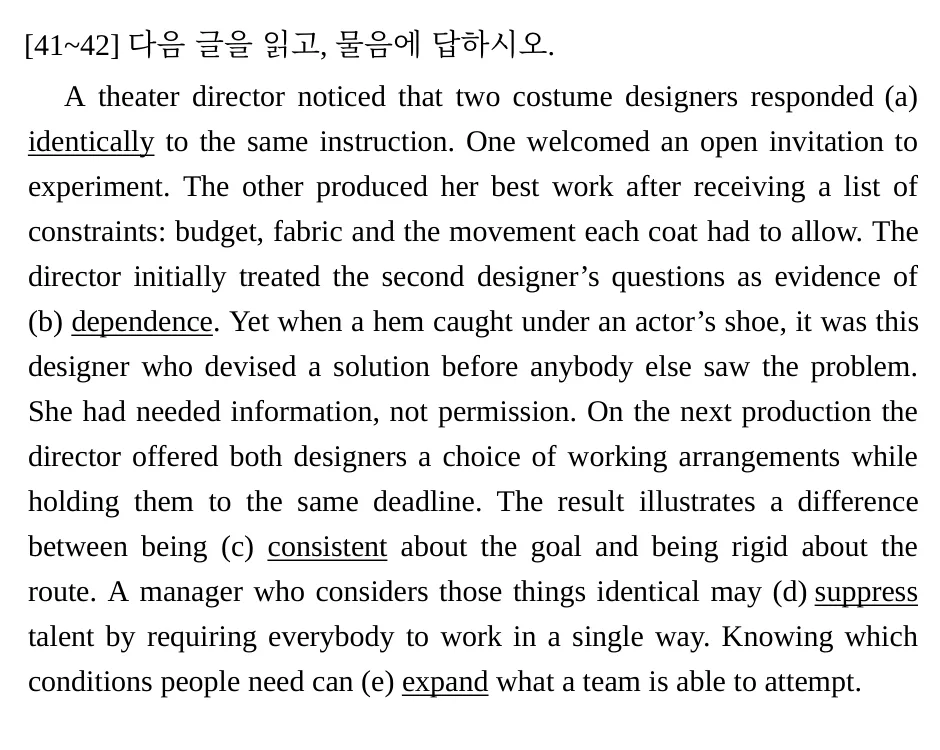 [41~42] 다음 글을 읽고, 물음에 답하시오.
A theater director noticed that two costume designers responded (a)
identically to the same instruction. One welcomed an open invitation to
experiment. The other produced her best work after receiving a list of
constraints: budget, fabric and the movement each coat had to allow. The
director initially treated the second designer’s questions as evidence of
(b) dependence. Yet when a hem caught under an actor’s shoe, it was this
designer who devised a solution before anybody else saw the problem.
She had needed information, not permission. On the next production the
director offered both designers a choice of working arrangements while
holding them to the same deadline. The result illustrates a difference
between being (c) consistent about the goal and being rigid about the
route. A manager who considers those things identical may (d) suppress
talent by requiring everybody to work in a single way. Knowing which
conditions people need can (e) expand what a team is able to attempt.